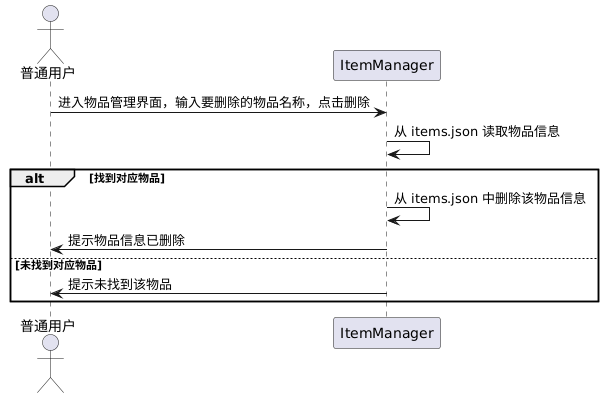 普通用户
ItemManager
进入物品管理界面，输入要删除的物品名称，点击删除
从 items.json 读取物品信息
alt
[找到对应物品]
从 items.json 中删除该物品信息
提示物品信息已删除
[未找到对应物品]
提示未找到该物品
普通用户
ItemManager